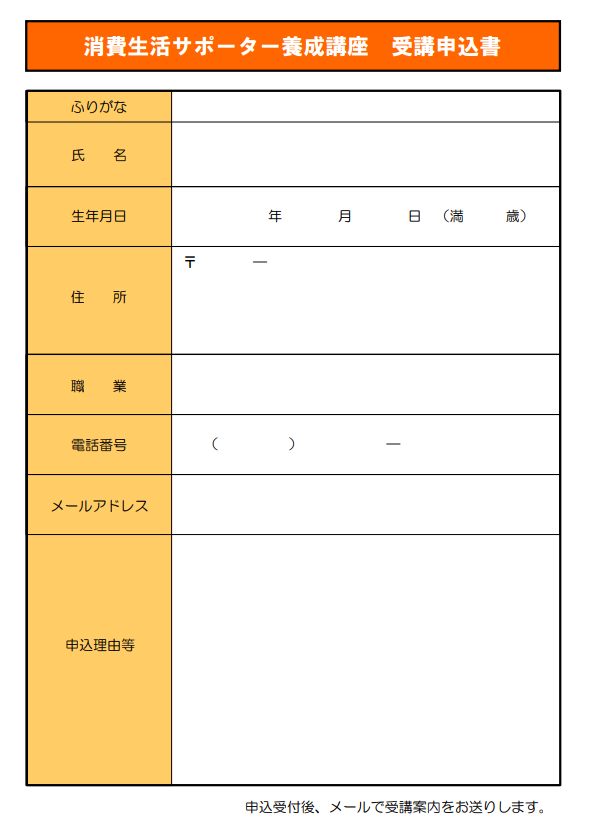 消費生活サポーター養成講座　受講申込書
ふりがな
氏　　名
生年月日　　年　　月　　日　（満　　歳）
〒　　―
住　　所
職　　業
電話番号　（　　）　　―
メールアドレス
申込理由等
申込受付後、メールで受講案内をお送りします。